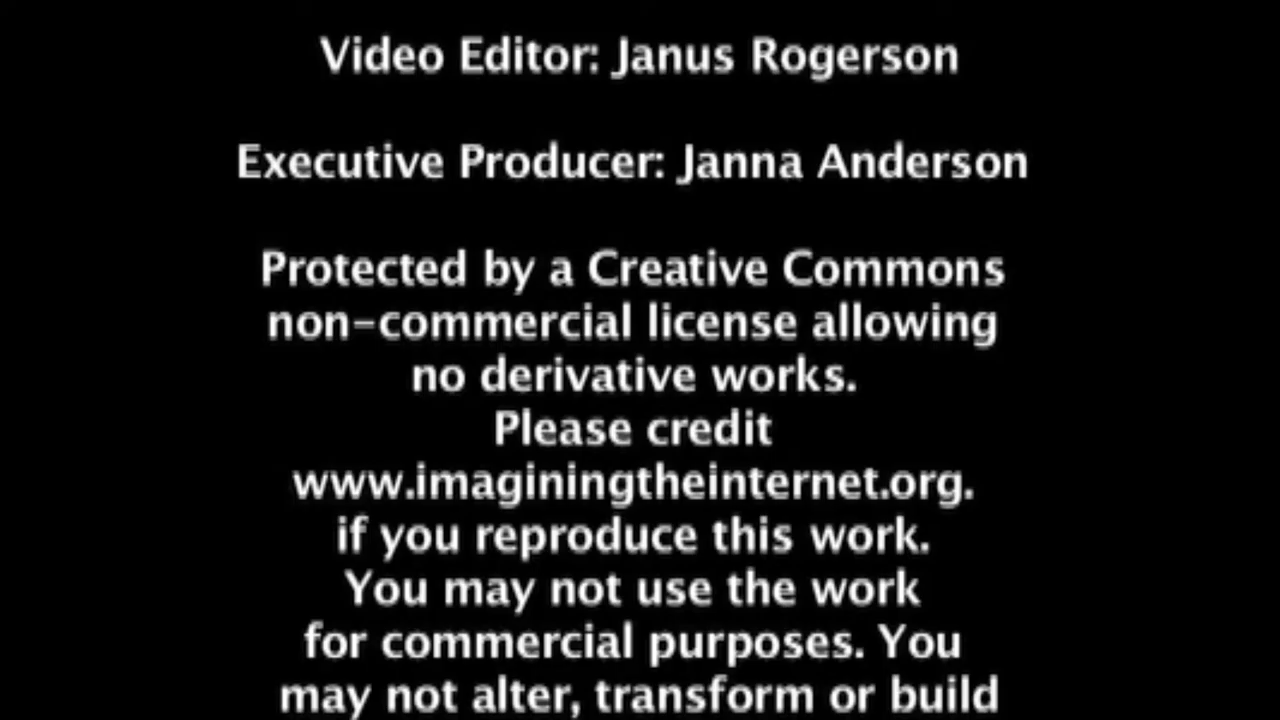 Video Editor: Janus Rogerson
Executive Producer: Janna Anderson
Protected by a Creative Commons
non-commercial license allowing
no derivative works.
Please credit
www.imaginingtheinternet.org.
if you reproduce this work.
You may not use the work
for commercial purposes. You
may not alter, transform or build